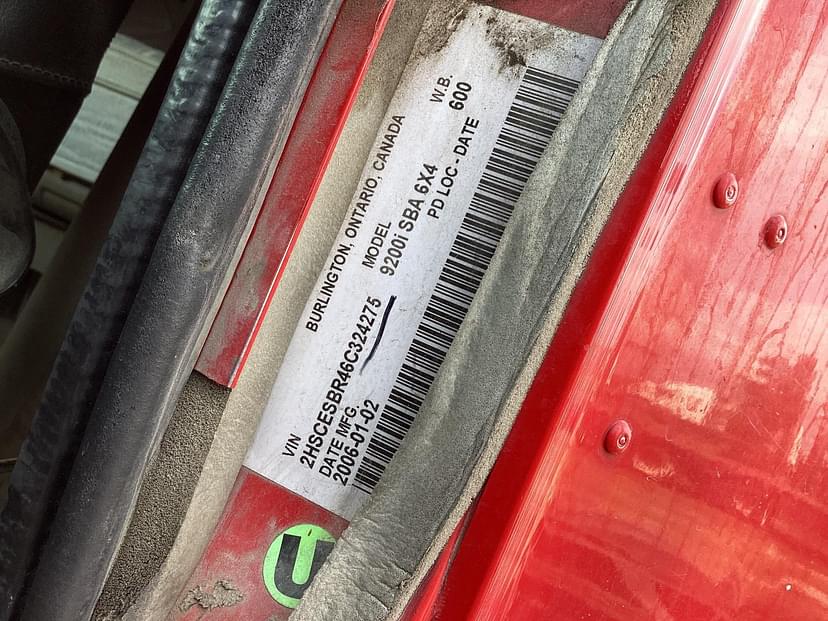 BURLINGTON, ONTARIO, CANADA
VIN
MODEL
W.B.
2HSCESBR46C324275
9200i SBA 6X4
600
DATE MFG.
PD LOC - DATE
2006-01-02
U